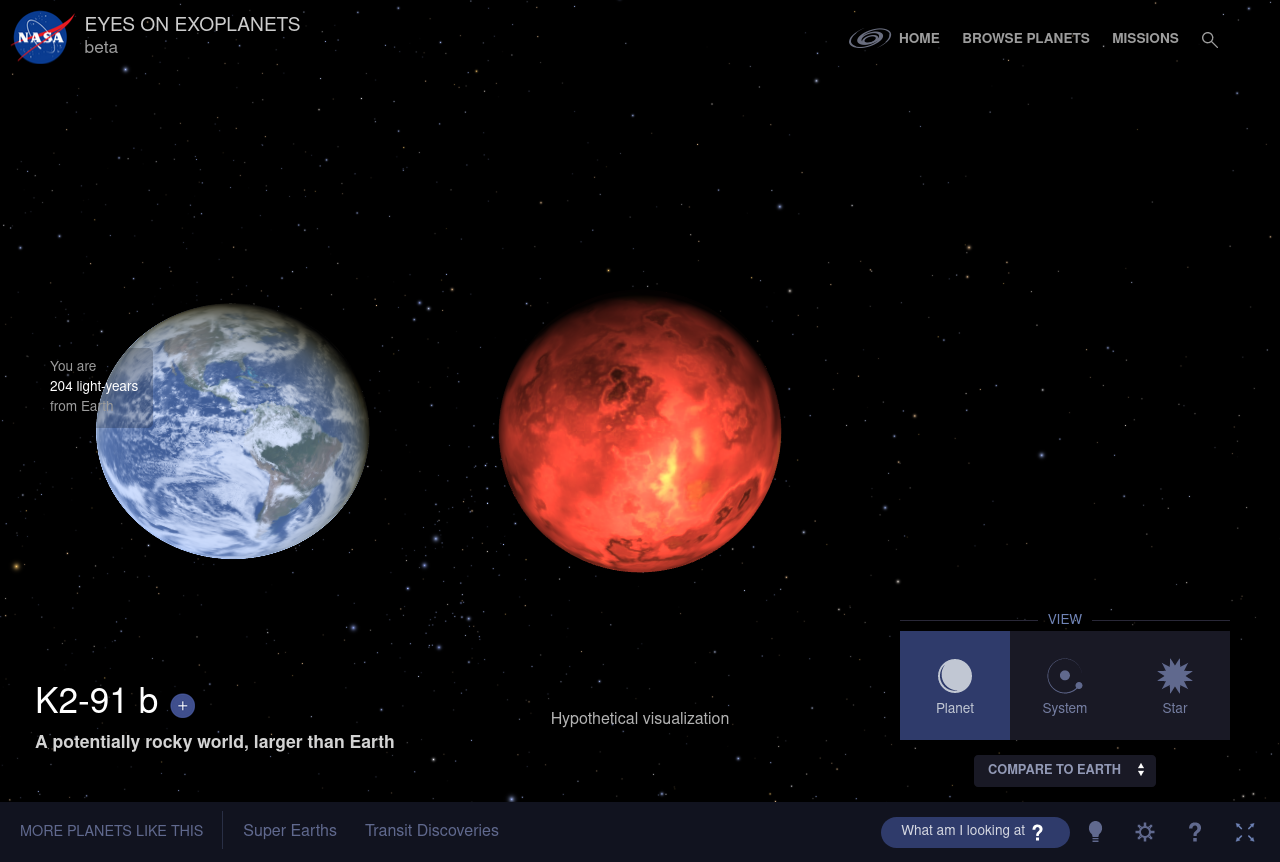 NASA
EYES ON EXOPLANETS
beta
HOME
BROWSE PLANETS
MISSIONS
You are
204 light-years
from Earth
K2-91 b +
A potentially rocky world, larger than Earth
Hypothetical visualization
VIEW
Planet
System
Star
COMPARE TO EARTH
MORE PLANETS LIKE THIS
Super Earths
Transit Discoveries
What am I looking at ?
?